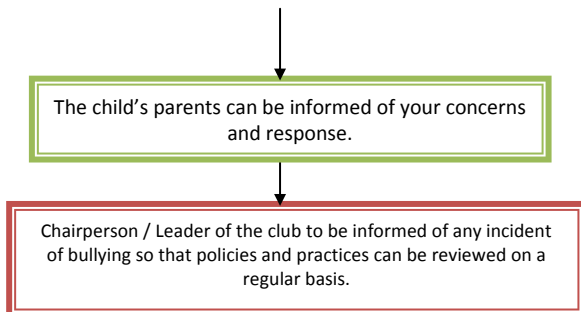 The child’s parents can be informed of your concerns
and response.
Chairperson / Leader of the club to be informed of any incident
of bullying so that policies and practices can be reviewed on a
regular basis.